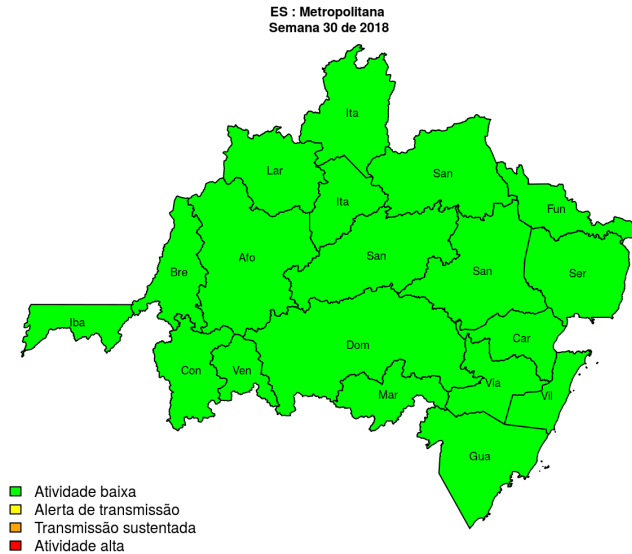 ES : Metropolitana
Semana 30 de 2018
Ita
Lar
San
Ita
Fun
Afo
San
San
Bre
Ser
Iba
Car
Dom
Con
Ven
Via
Mar
Vil
Gua
Atividade baixa
Alerta de transmissão
Transmissão sustentada
Atividade alta